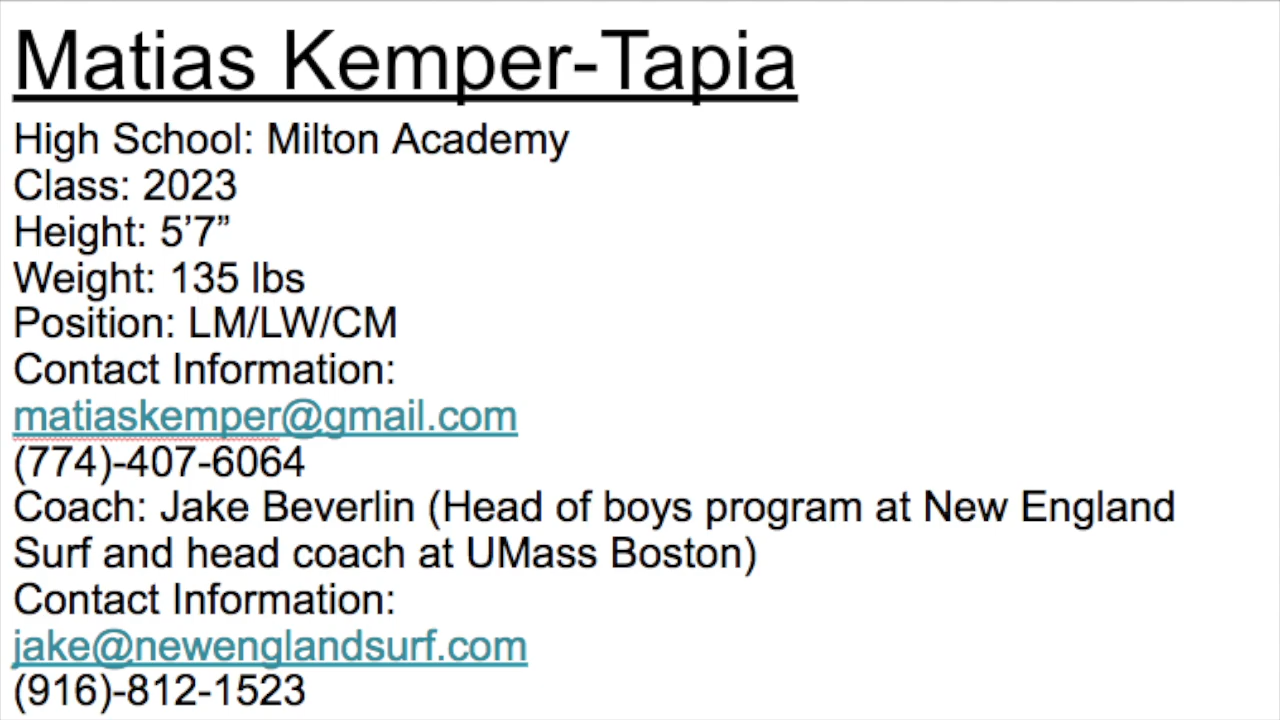 Matias Kemper-Tapia
High School: Milton Academy
Class: 2023
Height: 5’7”
Weight: 135 lbs
Position: LM/LW/CM
Contact Information:
matiaskemper@gmail.com
(774)-407-6064
Coach: Jake Beverlin (Head of boys program at New England
Surf and head coach at UMass Boston)
Contact Information:
jake@newenglandsurf.com
(916)-812-1523